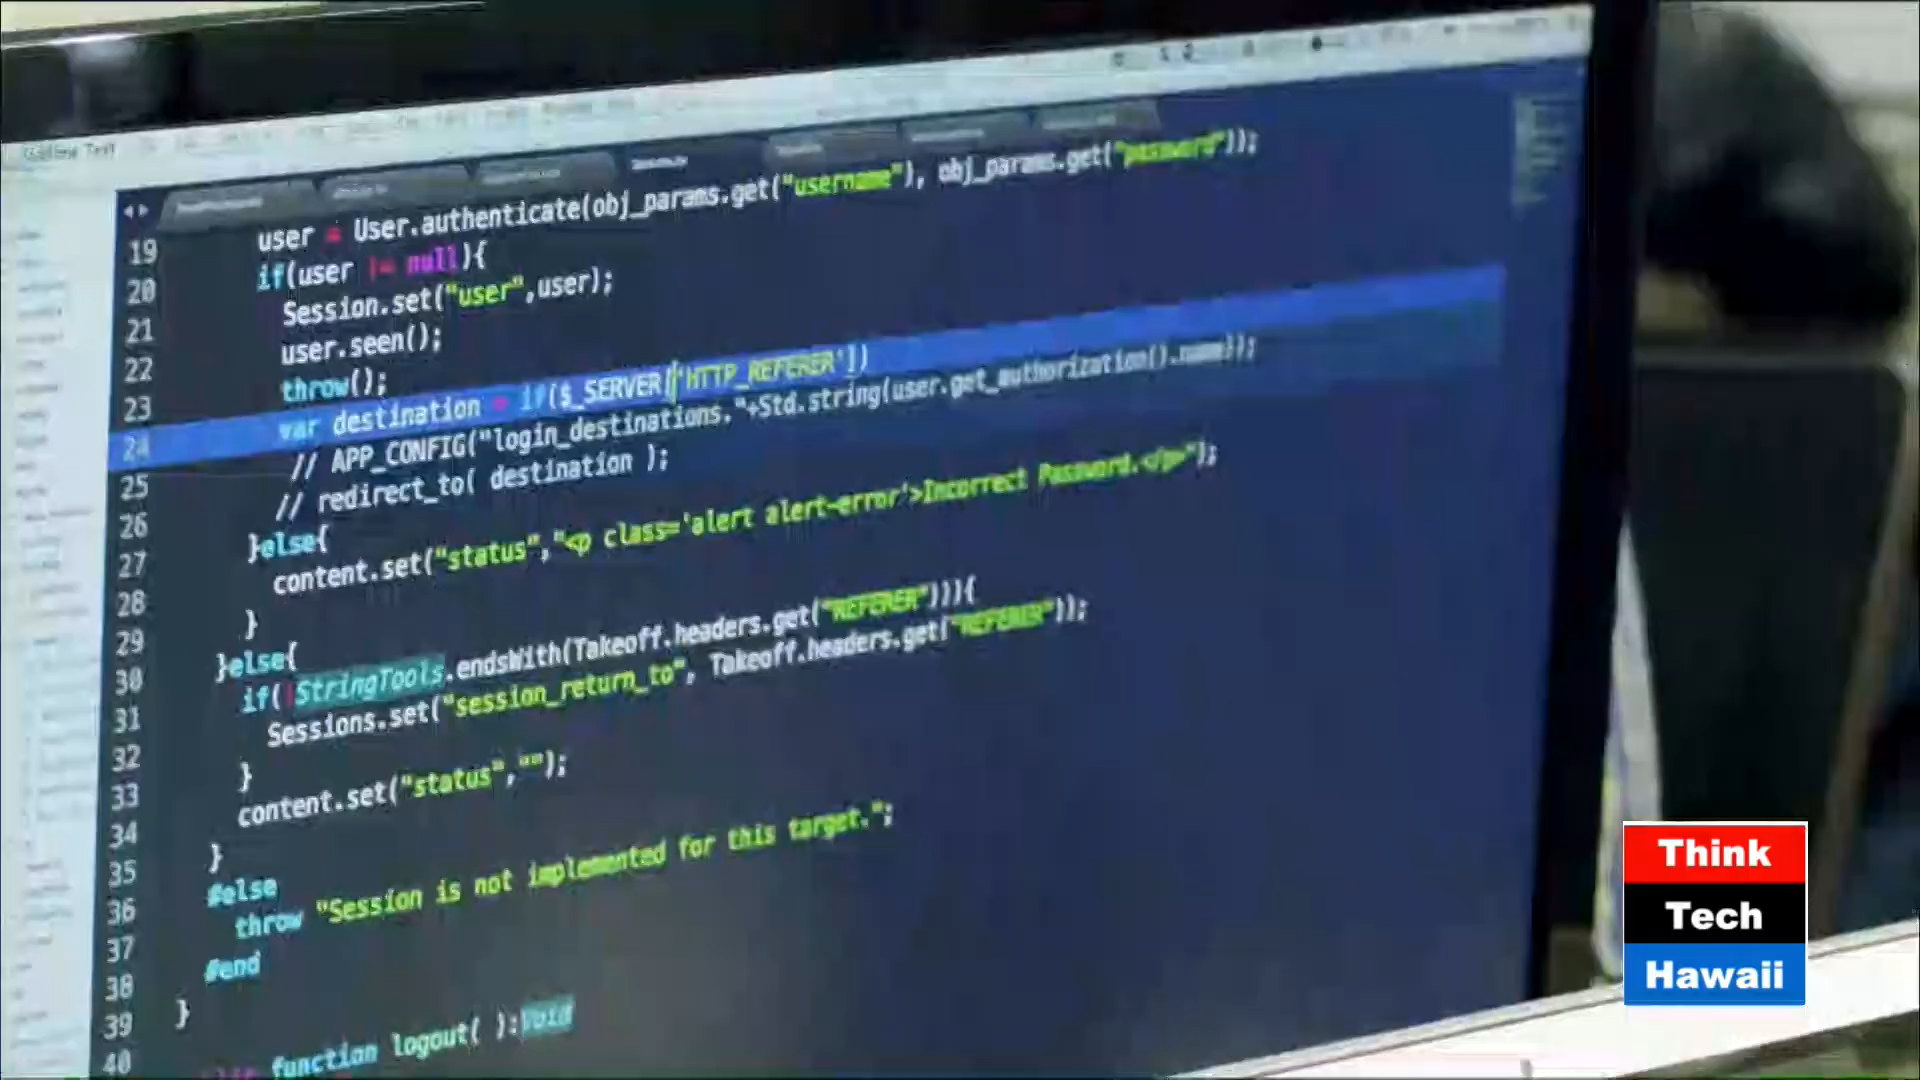 Sublime Text
19 user = User.authenticate(obj_params.get("username"), obj_params.get("password"));
20 if(user != null){
21 Session.set("user",user);
22 user.seen();
23 throw();
24 var destination = if($_SERVER['HTTP_REFERER'])
25 // APP_CONFIG("login_destinations."+Std.string(user.get_authorization().name));
26 // redirect_to( destination );
27 }else{
28 content.set("status","<p class='alert alert-error'>Incorrect Password.</p>");
29 }
30 }else{
31 if(!StringTools.endsWith(Takeoff.headers.get("REFERER"))){
32 Sessions.set("session_return_to", Takeoff.headers.get("REFERER"));
33 }
34 content.set("status","");
35 }
36 #else
37 throw "Session is not implemented for this target.";
38 #end
39 }
40
function logout( ):Void
Think
Tech
Hawaii